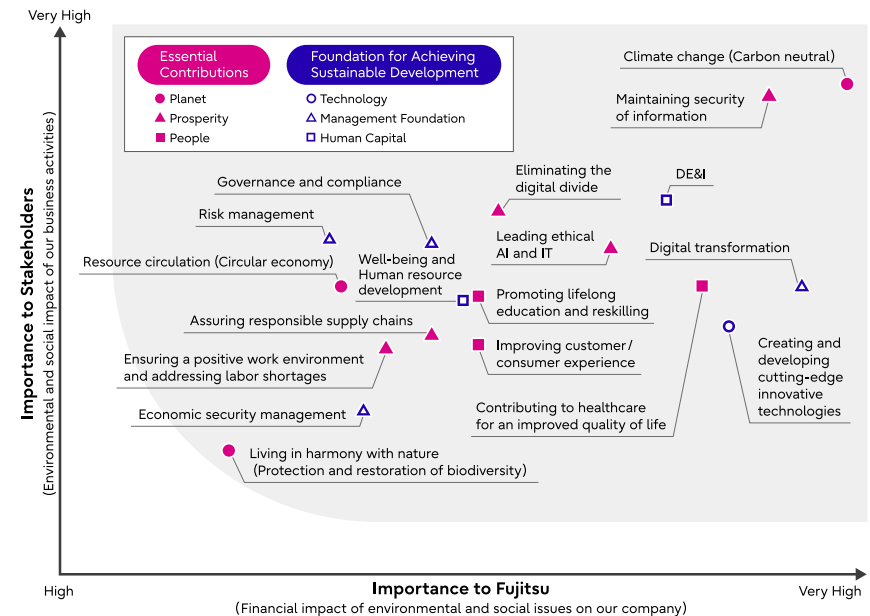 Very High
Importance to Stakeholders
(Environmental and social impact of our business activities)
Essential
Contributions
Planet
Prosperity
People
Foundation for Achieving
Sustainable Development
Technology
Management Foundation
Human Capital
Climate change (Carbon neutral)
Maintaining security
of information
Eliminating the
digital divide
DE&I
Governance and compliance
Risk management
Leading ethical
AI and IT
Digital transformation
Resource circulation (Circular economy)
Well-being and
Human resource
development
Promoting lifelong
education and reskilling
Assuring responsible supply chains
Ensuring a positive work environment
and addressing labor shortages
Improving customer/
consumer experience
Creating and
developing
cutting-edge
innovative
technologies
Economic security management
Contributing to healthcare
for an improved quality of life
Living in harmony with nature
(Protection and restoration of biodiversity)
High
Importance to Fujitsu
(Financial impact of environmental and social issues on our company)
Very High